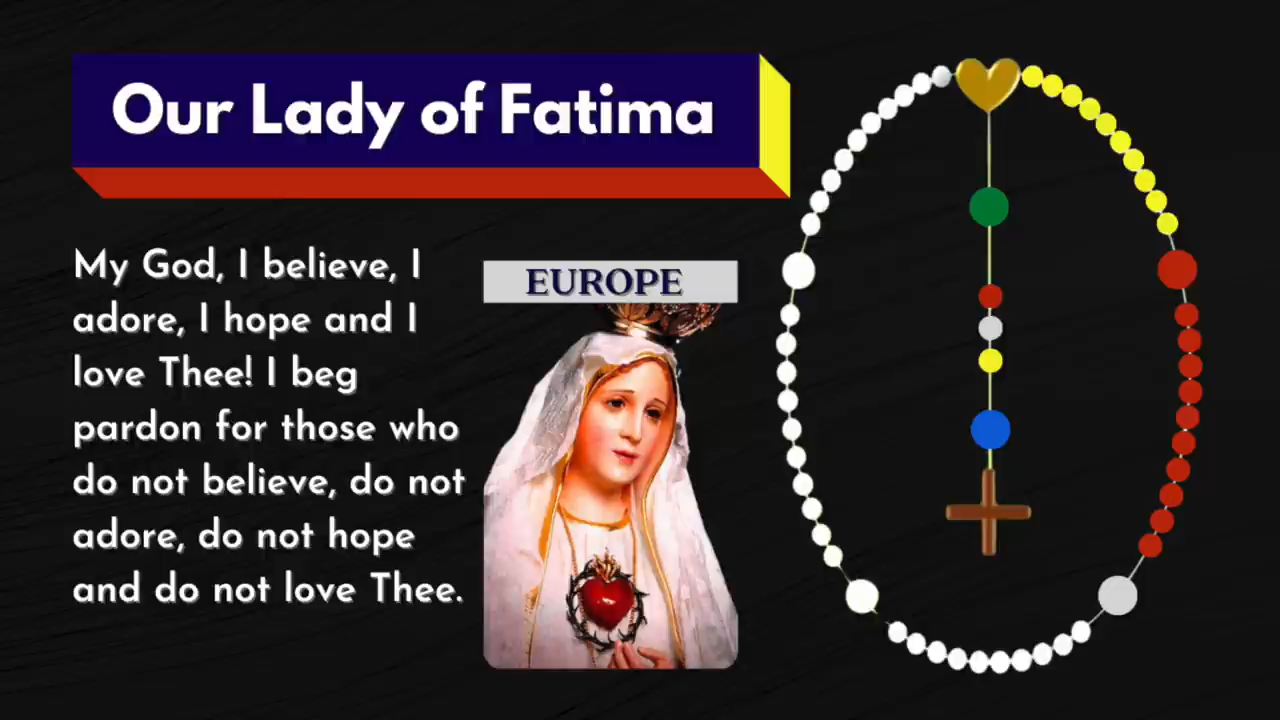 Our Lady of Fatima
My God, I believe, I
adore, I hope and I
love Thee! I beg
pardon for those who
do not believe, do not
adore, do not hope
and do not love Thee.
EUROPE